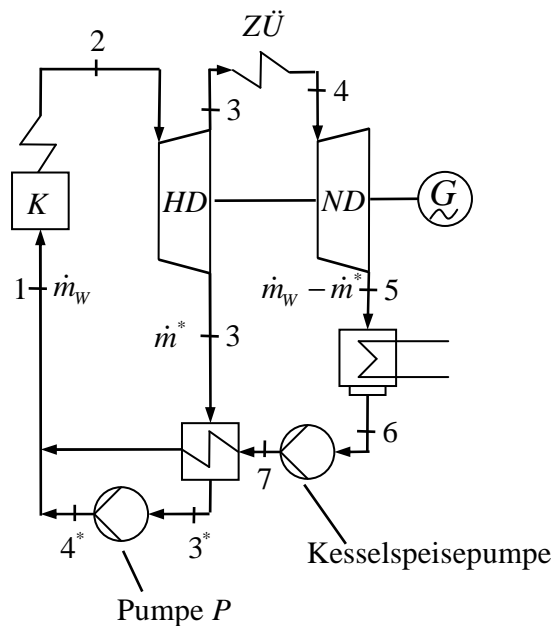 ZÜ
2
3
4
HD
ND
G
K
1
ṁ_W
ṁ_W − ṁ*
5
ṁ*
3
6
7
4*
3*
Kesselspeisepumpe
Pumpe P